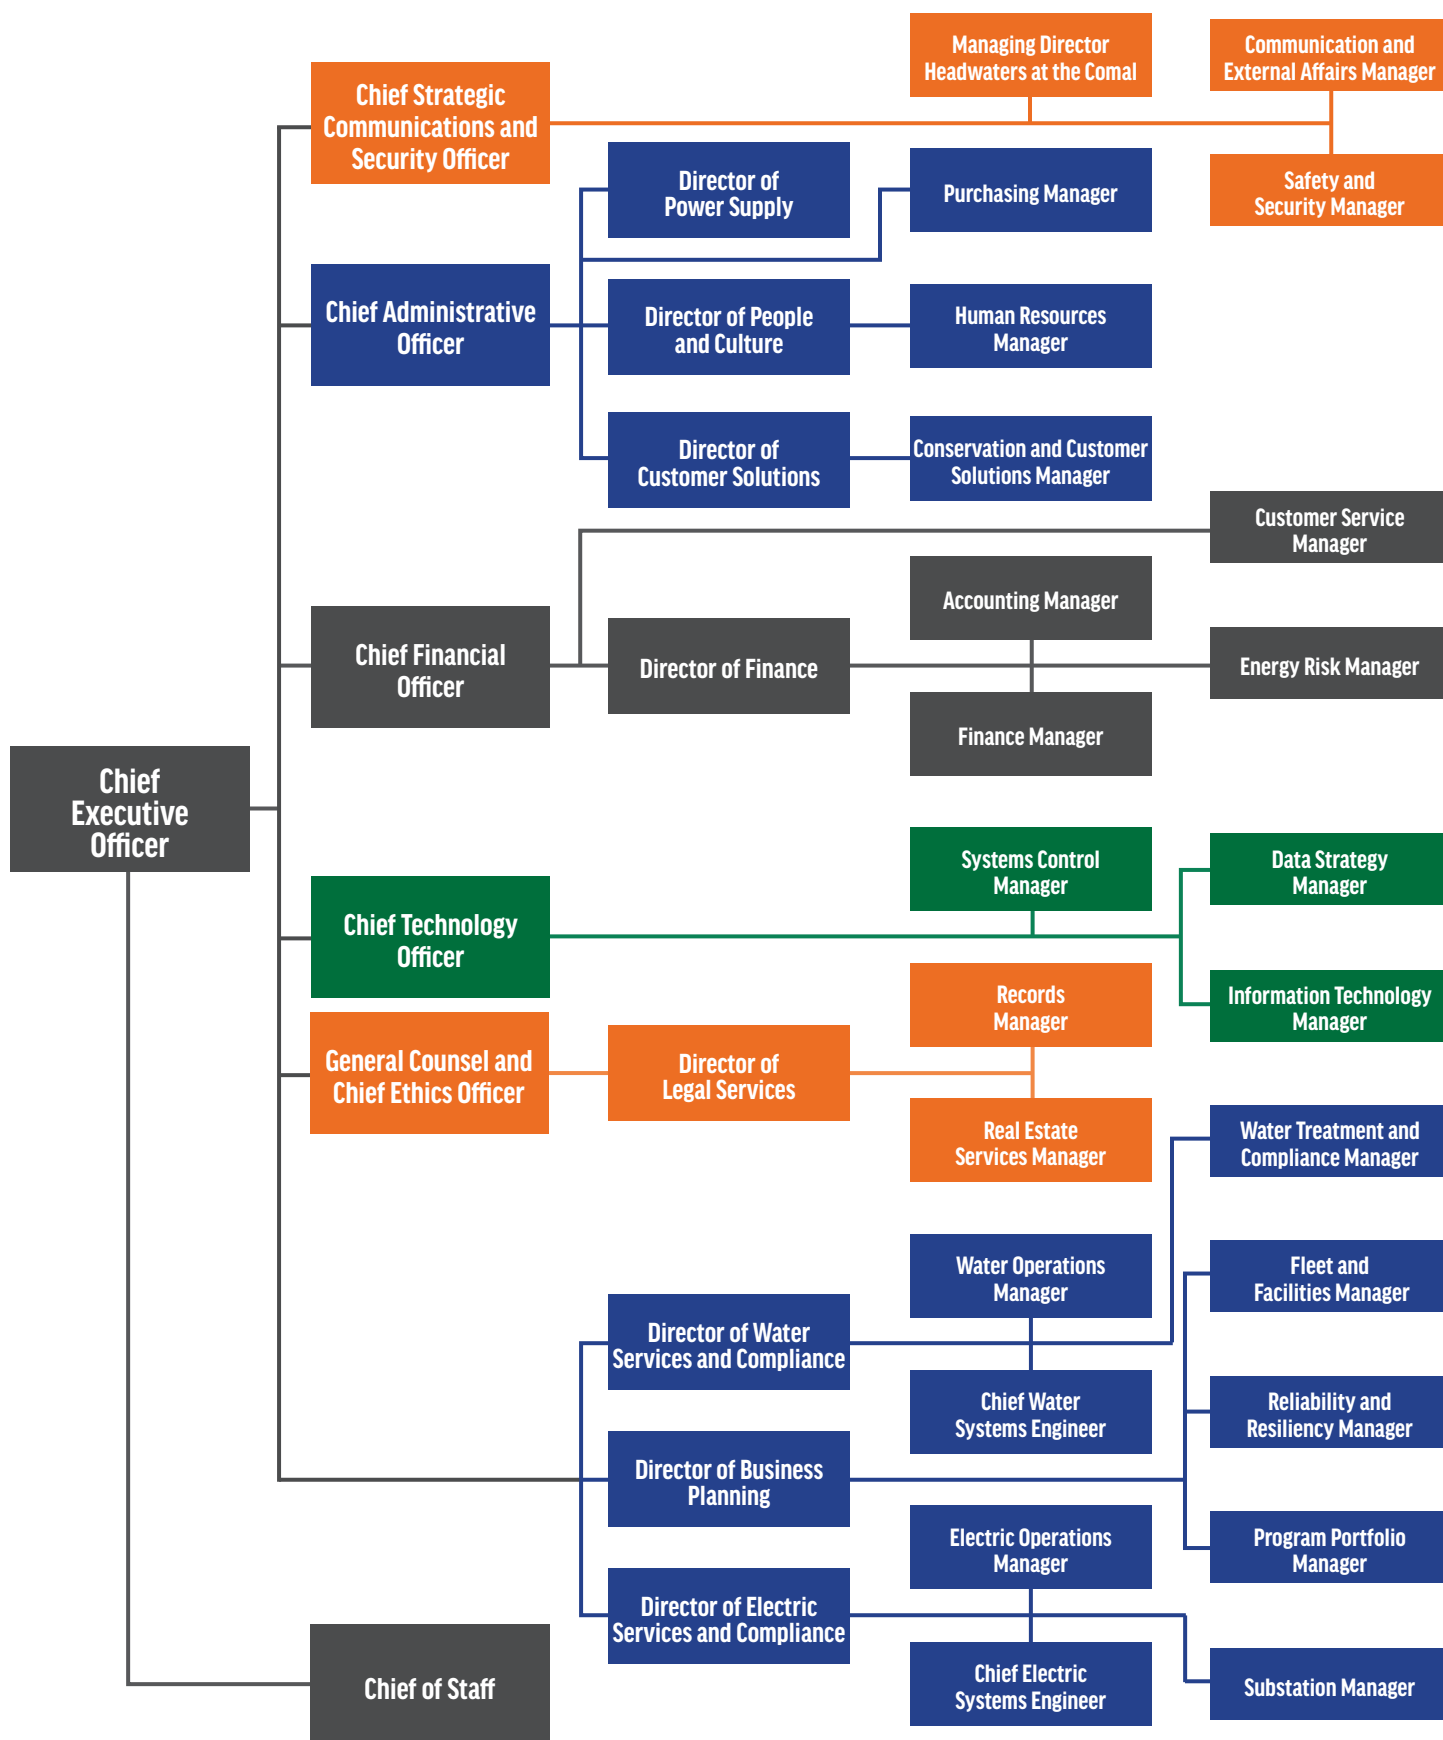 Managing Director
Headwaters at the Comal
Communication and
External Affairs Manager
Chief Strategic
Communications and
Security Officer
Safety and
Security Manager
Director of
Power Supply
Purchasing Manager
Chief Administrative
Officer
Director of People
and Culture
Human Resources
Manager
Director of
Customer Solutions
Conservation and Customer
Solutions Manager
Customer Service
Manager
Accounting Manager
Chief Financial
Officer
Director of Finance
Energy Risk Manager
Finance Manager
Chief
Executive
Officer
Systems Control
Manager
Data Strategy
Manager
Chief Technology
Officer
Information Technology
Manager
Records
Manager
General Counsel and
Chief Ethics Officer
Director of
Legal Services
Real Estate
Services Manager
Water Treatment and
Compliance Manager
Water Operations
Manager
Fleet and
Facilities Manager
Director of Water
Services and Compliance
Chief Water
Systems Engineer
Reliability and
Resiliency Manager
Director of Business
Planning
Electric Operations
Manager
Program Portfolio
Manager
Director of Electric
Services and Compliance
Chief Electric
Systems Engineer
Substation Manager
Chief of Staff